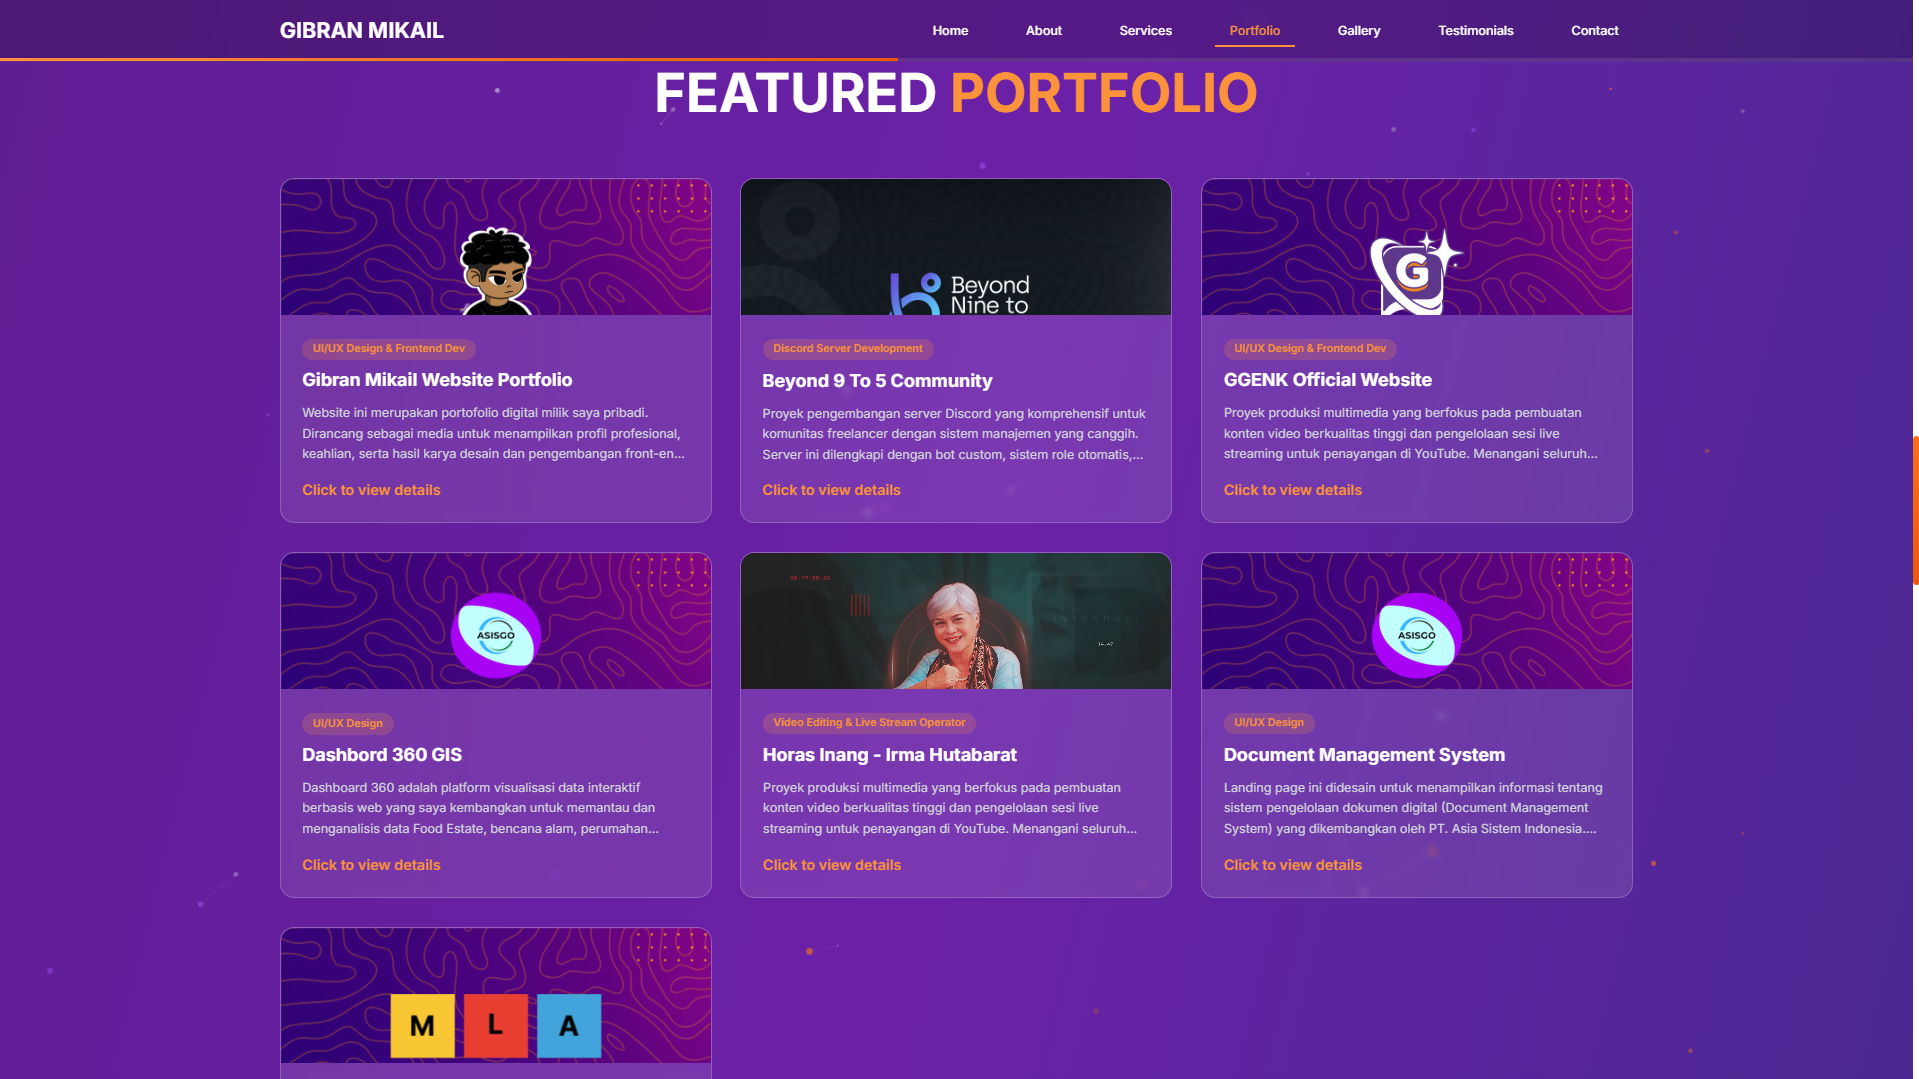 GIBRAN MIKAIL
Home
About
Services
Portfolio
Gallery
Testimonials
Contact
FEATURED PORTFOLIO
UI/UX Design & Frontend Dev
Gibran Mikail Website Portfolio
Website ini merupakan portofolio digital milik saya pribadi.
Dirancang sebagai media untuk menampilkan profil profesional,
keahlian, serta hasil karya desain dan pengembangan front-en...
Click to view details
Beyond
Nine to
Discord Server Development
Beyond 9 To 5 Community
Proyek pengembangan server Discord yang komprehensif untuk
komunitas freelancer dengan sistem manajemen yang canggih.
Server ini dilengkapi dengan bot custom, sistem role otomatis,...
Click to view details
G
UI/UX Design & Frontend Dev
GGENK Official Website
Proyek produksi multimedia yang berfokus pada pembuatan
konten video berkualitas tinggi dan pengelolaan sesi live
streaming untuk penayangan di YouTube. Menangani seluruh...
Click to view details
ASISGO
UI/UX Design
Dashbord 360 GIS
Dashboard 360 adalah platform visualisasi data interaktif
berbasis web yang saya kembangkan untuk memantau dan
menganalisis data Food Estate, bencana alam, perumahan...
Click to view details
14.47
Video Editing & Live Stream Operator
Horas Inang - Irma Hutabarat
Proyek produksi multimedia yang berfokus pada pembuatan
konten video berkualitas tinggi dan pengelolaan sesi live
streaming untuk penayangan di YouTube. Menangani seluruh...
Click to view details
ASISGO
UI/UX Design
Document Management System
Landing page ini didesain untuk menampilkan informasi tentang
sistem pengelolaan dokumen digital (Document Management
System) yang dikembangkan oleh PT. Asia Sistem Indonesia....
Click to view details
M L A